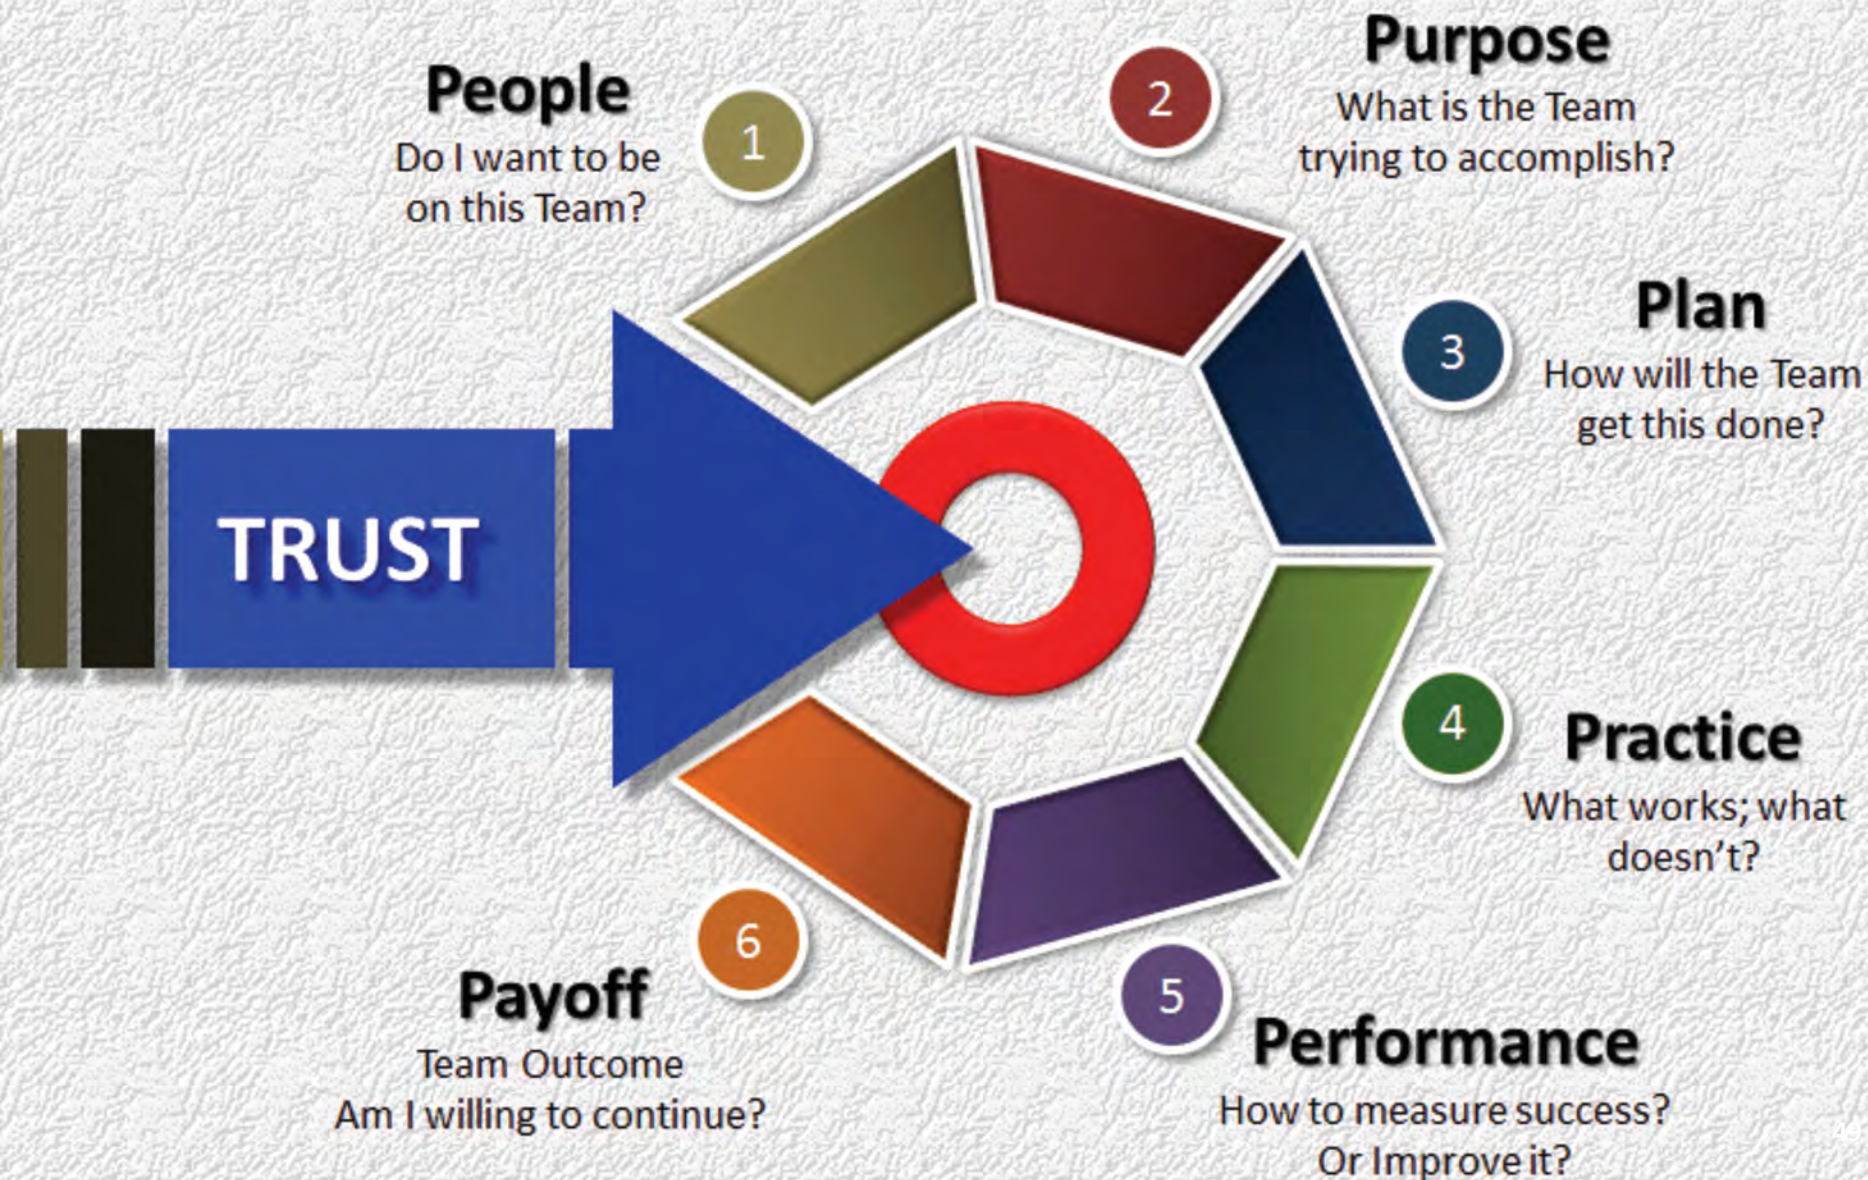 People
Do I want to be
on this Team?
1
2
Purpose
What is the Team
trying to accomplish?
3
Plan
How will the Team
get this done?
TRUST
4
Practice
What works; what
doesn't?
5
Performance
How to measure success?
Or Improve it?
6
Payoff
Team Outcome
Am I willing to continue?